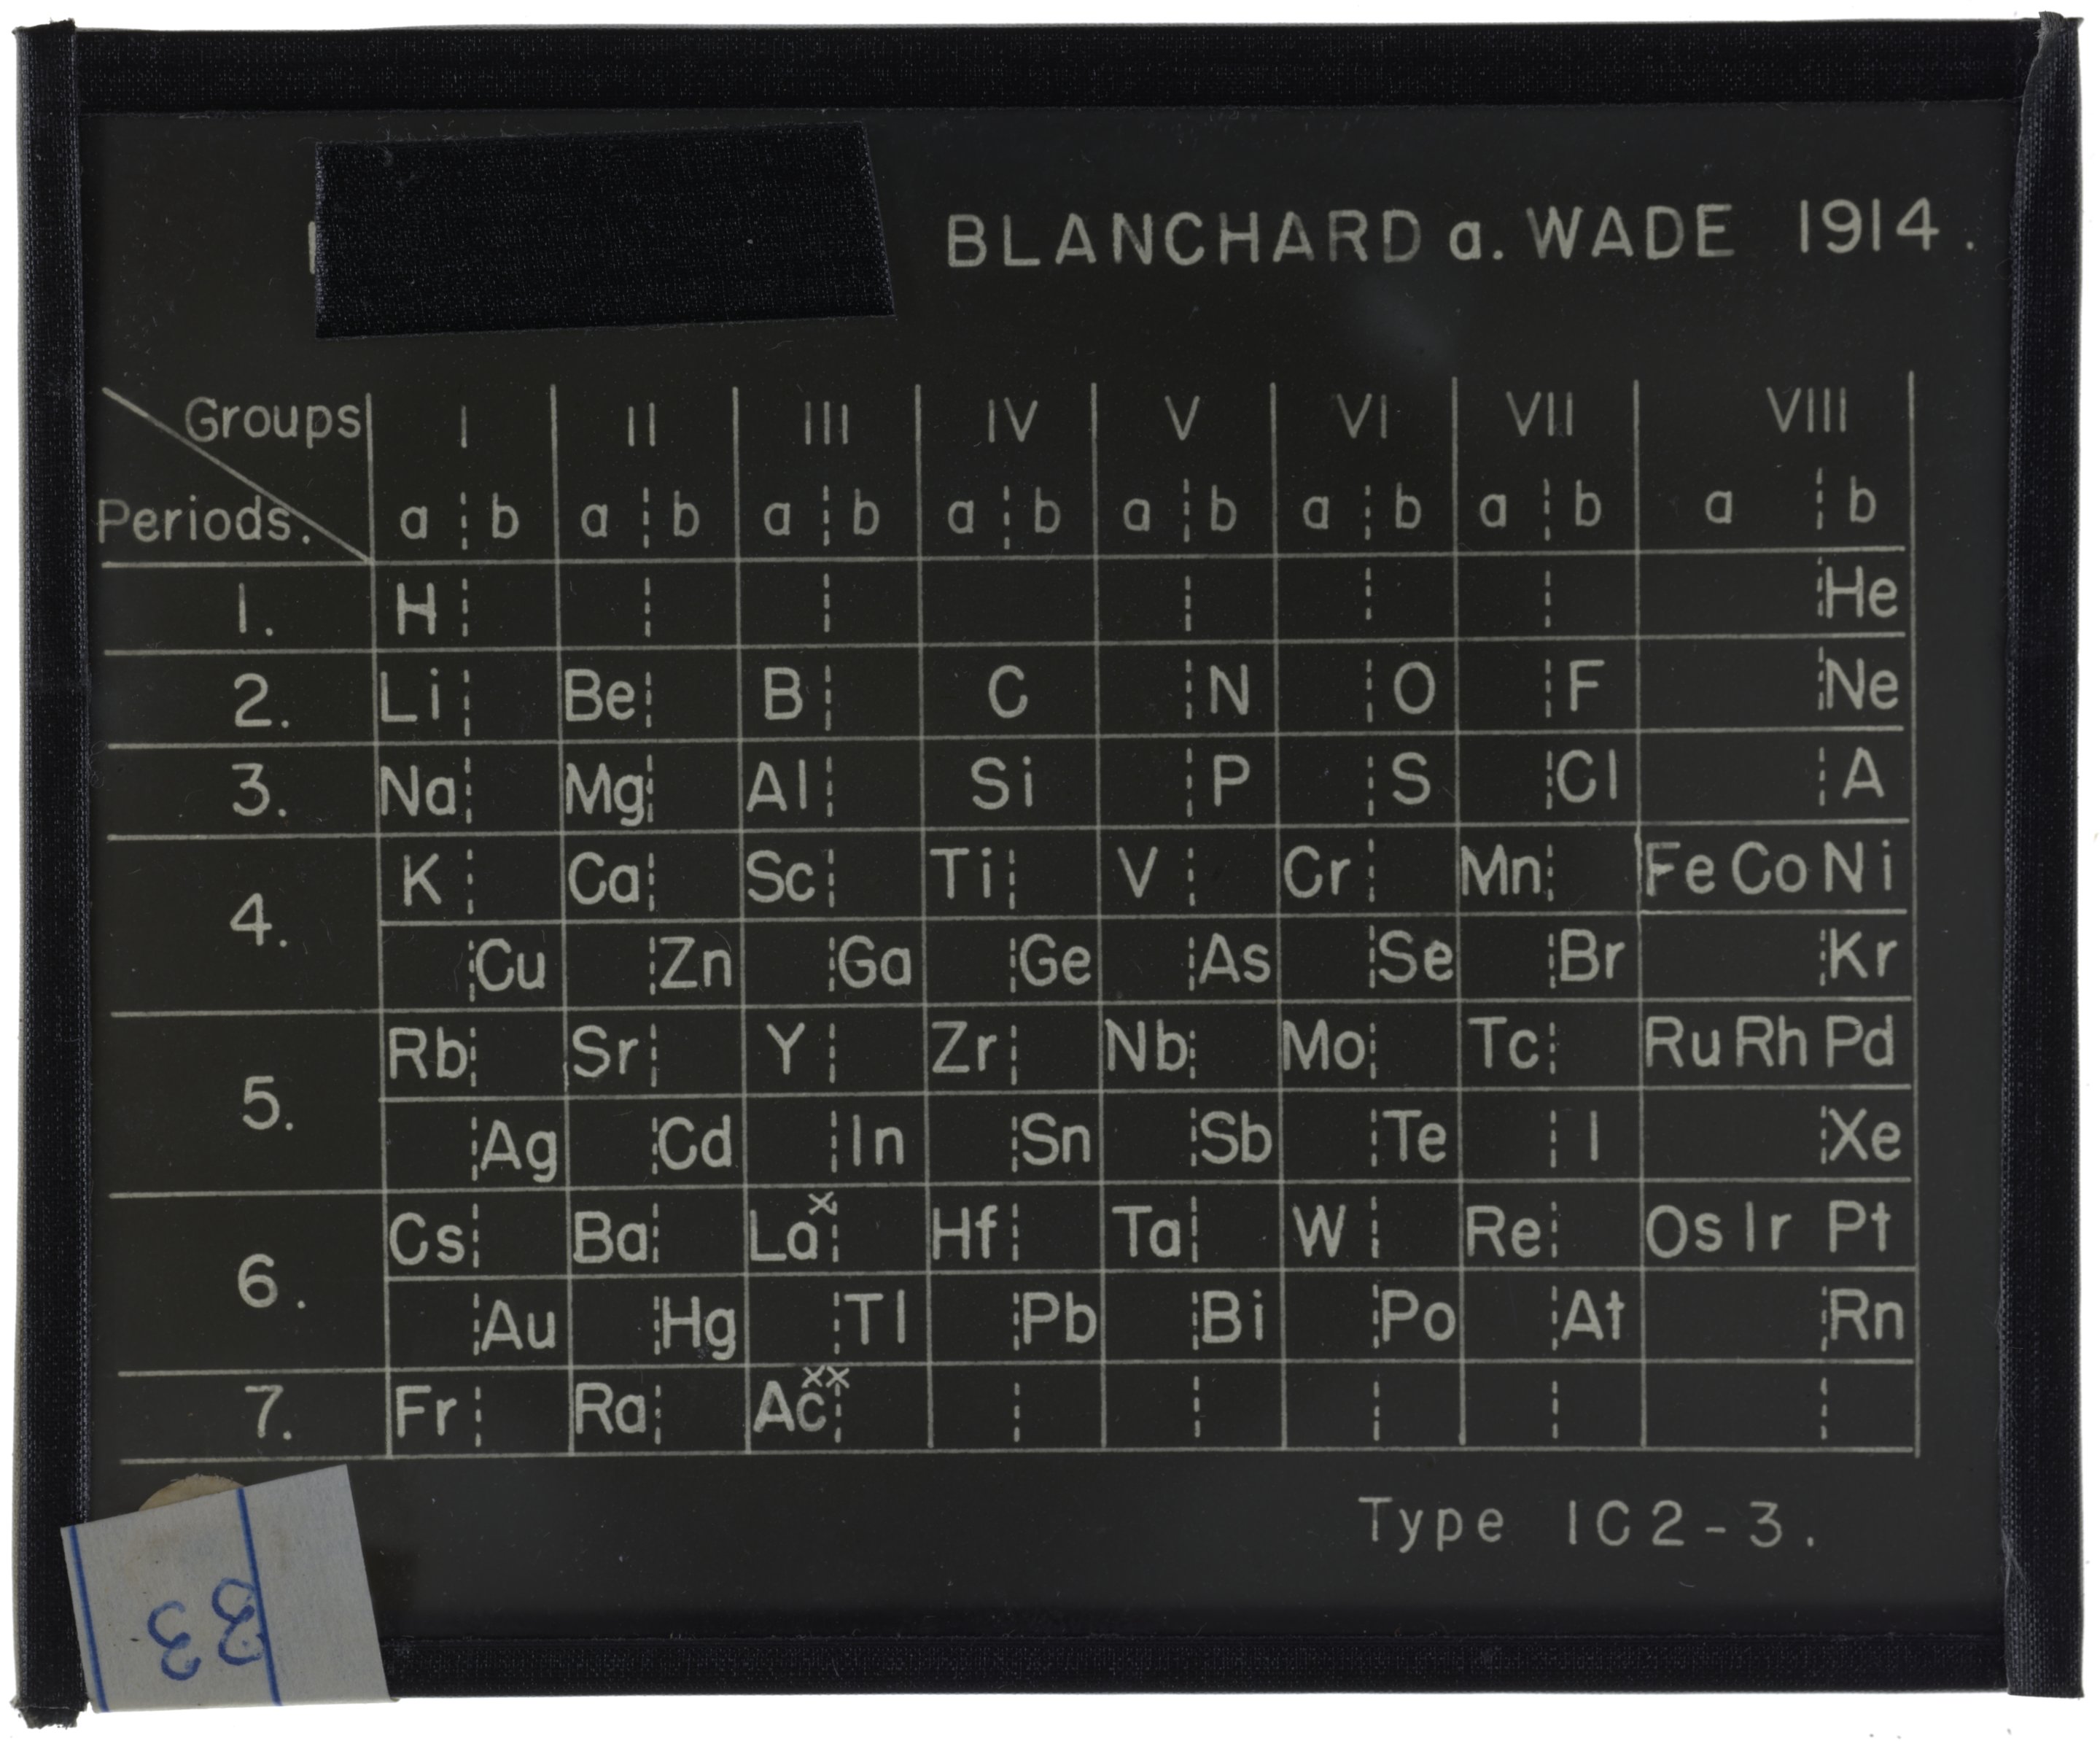 BLANCHARD a. WADE 1914.
Groups I II III IV V VI VII VIII
Periods. a b a b a b a b a b a b a b a b
1. H He
2. Li Be B C N O F Ne
3. Na Mg Al Si P S Cl A
4. K Ca Sc Ti V Cr Mn Fe Co Ni
Cu Zn Ga Ge As Se Br Kr
5. Rb Sr Y Zr Nb Mo Tc Ru Rh Pd
Ag Cd In Sn Sb Te I Xe
6. Cs Ba La× Hf Ta W Re Os Ir Pt
Au Hg Tl Pb Bi Po At Rn
7. Fr Ra Ac××
Type IC2-3.
33